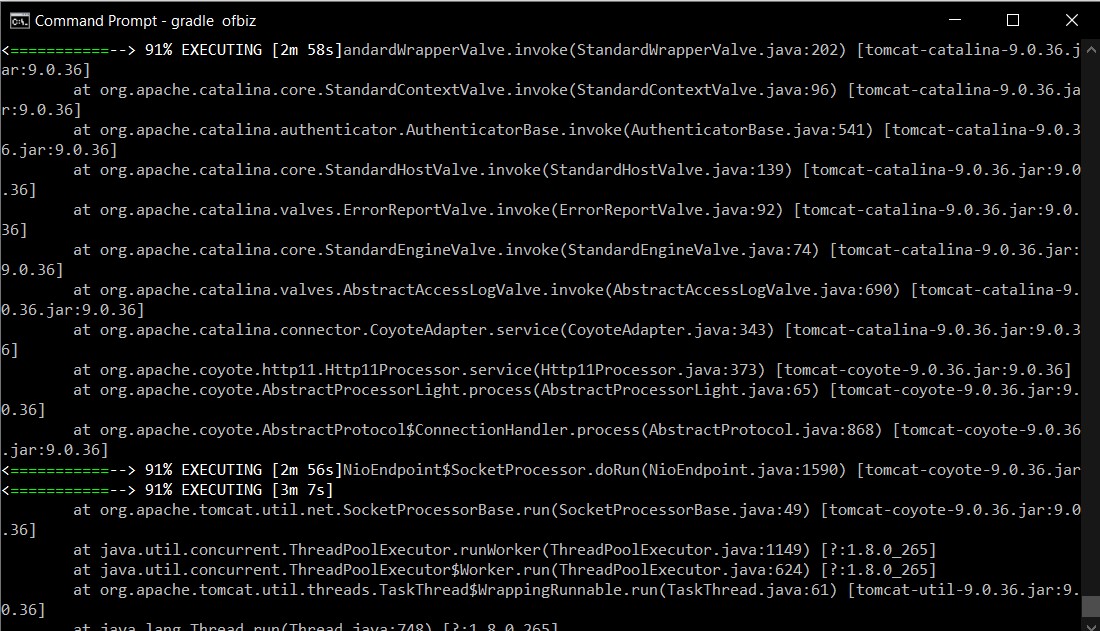 Command Prompt - gradle  ofbiz
<===========--> 91% EXECUTING [2m 58s]andardWrapperValve.invoke(StandardWrapperValve.java:202) [tomcat-catalina-9.0.36.j
ar:9.0.36]
at org.apache.catalina.core.StandardContextValve.invoke(StandardContextValve.java:96) [tomcat-catalina-9.0.36.ja
r:9.0.36]
at org.apache.catalina.authenticator.AuthenticatorBase.invoke(AuthenticatorBase.java:541) [tomcat-catalina-9.0.3
6.jar:9.0.36]
at org.apache.catalina.core.StandardHostValve.invoke(StandardHostValve.java:139) [tomcat-catalina-9.0.36.jar:9.0
.36]
at org.apache.catalina.valves.ErrorReportValve.invoke(ErrorReportValve.java:92) [tomcat-catalina-9.0.36.jar:9.0.
36]
at org.apache.catalina.core.StandardEngineValve.invoke(StandardEngineValve.java:74) [tomcat-catalina-9.0.36.jar:
9.0.36]
at org.apache.catalina.valves.AbstractAccessLogValve.invoke(AbstractAccessLogValve.java:690) [tomcat-catalina-9.
0.36.jar:9.0.36]
at org.apache.catalina.connector.CoyoteAdapter.service(CoyoteAdapter.java:343) [tomcat-catalina-9.0.36.jar:9.0.3
6]
at org.apache.coyote.http11.Http11Processor.service(Http11Processor.java:373) [tomcat-coyote-9.0.36.jar:9.0.36]
at org.apache.coyote.AbstractProcessorLight.process(AbstractProcessorLight.java:65) [tomcat-coyote-9.0.36.jar:9.
0.36]
at org.apache.coyote.AbstractProtocol$ConnectionHandler.process(AbstractProtocol.java:868) [tomcat-coyote-9.0.36
.jar:9.0.36]
<===========--> 91% EXECUTING [2m 56s]NioEndpoint$SocketProcessor.doRun(NioEndpoint.java:1590) [tomcat-coyote-9.0.36.jar
<===========--> 91% EXECUTING [3m 7s]
at org.apache.tomcat.util.net.SocketProcessorBase.run(SocketProcessorBase.java:49) [tomcat-coyote-9.0.36.jar:9.0
.36]
at java.util.concurrent.ThreadPoolExecutor.runWorker(ThreadPoolExecutor.java:1149) [?:1.8.0_265]
at java.util.concurrent.ThreadPoolExecutor$Worker.run(ThreadPoolExecutor.java:624) [?:1.8.0_265]
at org.apache.tomcat.util.threads.TaskThread$WrappingRunnable.run(TaskThread.java:61) [tomcat-util-9.0.36.jar:9.
0.36]
at java.lang.Thread.run(Thread.java:748) [?:1.8.0_265]